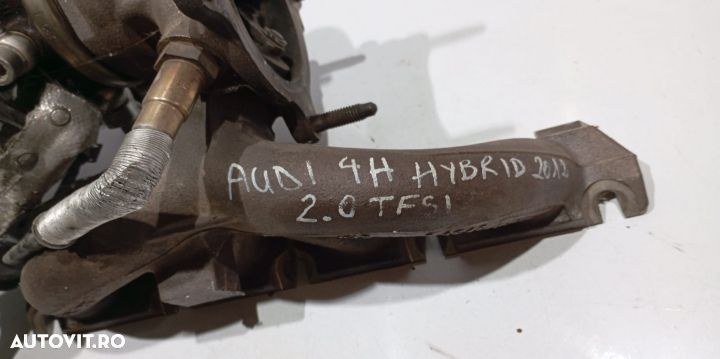 AUDI 4H HYBRID 2012
2.0 TFSI
AUTOVIT.RO